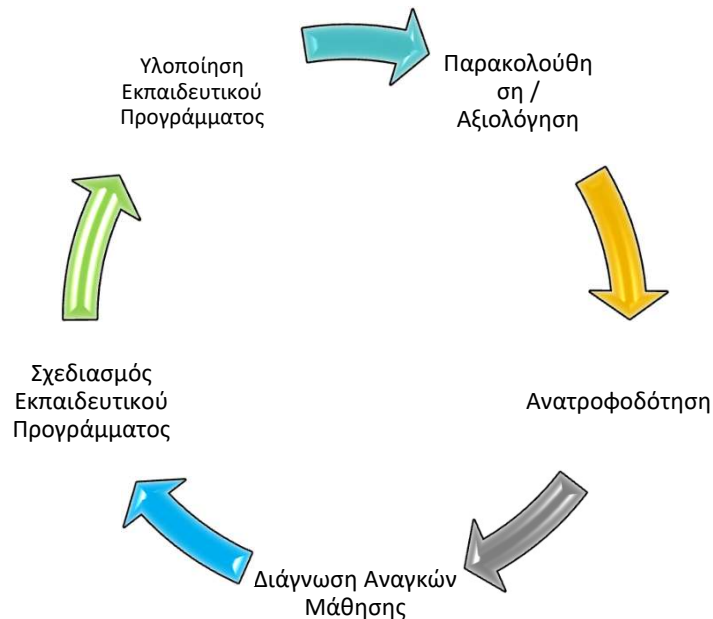 Υλοποίηση
Εκπαιδευτικού
Προγράμματος
Παρακολούθη
ση /
Αξιολόγηση
Σχεδιασμός
Εκπαιδευτικού
Προγράμματος
Ανατροφοδότηση
Διάγνωση Αναγκών
Μάθησης